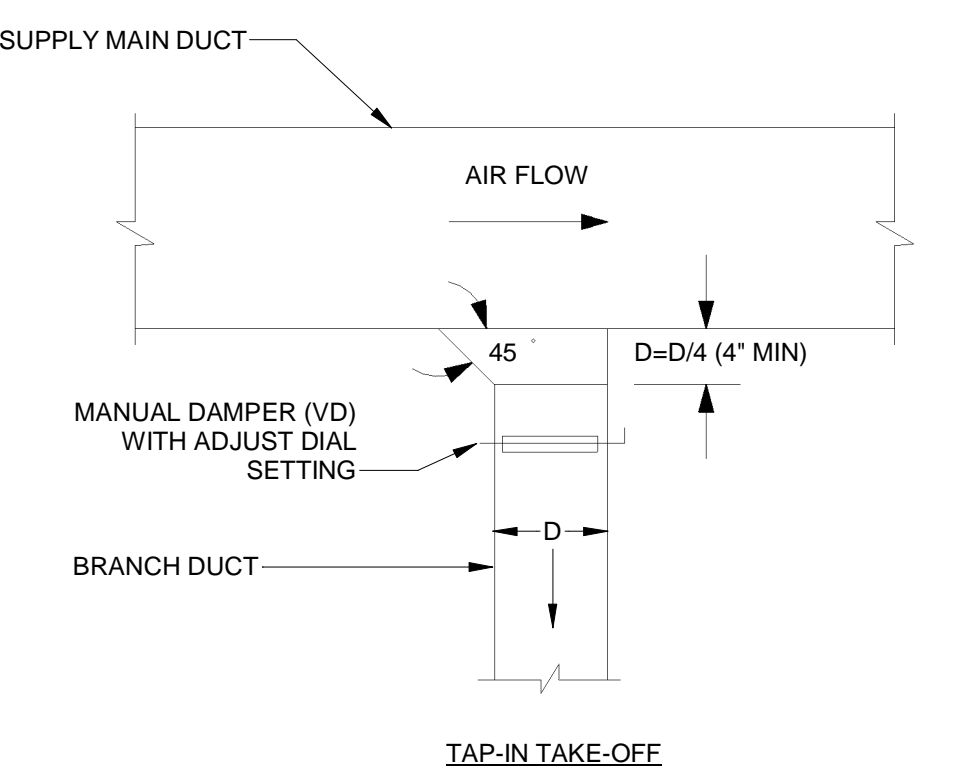 SUPPLY MAIN DUCT
AIR FLOW
45°
D=D/4 (4" MIN)
MANUAL DAMPER (VD)
WITH ADJUST DIAL
SETTING
D
BRANCH DUCT
TAP-IN TAKE-OFF